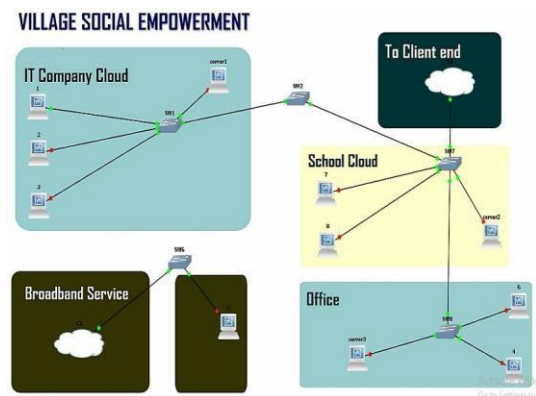 VILLAGE SOCIAL EMPOWERMENT
To Client end
IT Company Cloud
server1
1
SW1
SW2
2
3
School Cloud
SW7
7
8
server2
SW6
Broadband Service
Office
6
SW8
server3
4